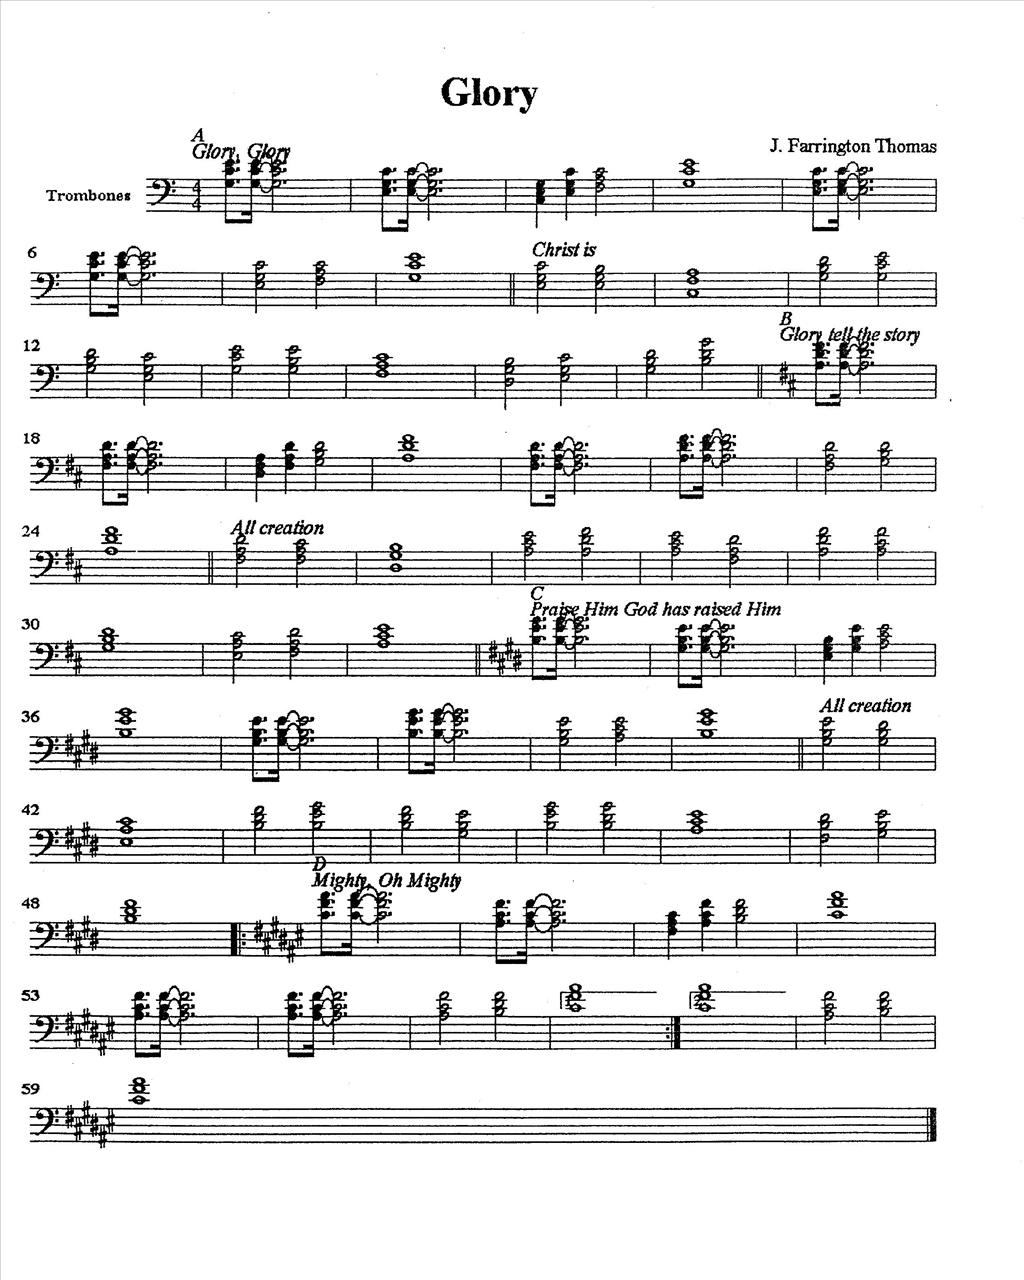 Glory
J. Farrington Thomas
A
Glory, Glory
Trombones
4
4
6
Christ is
12
B
Glory tell the story
18
24
All creation
30
C
Praise Him God has raised Him
36
All creation
42
48
D
Mighty, Oh Mighty
53
1.
2.
59